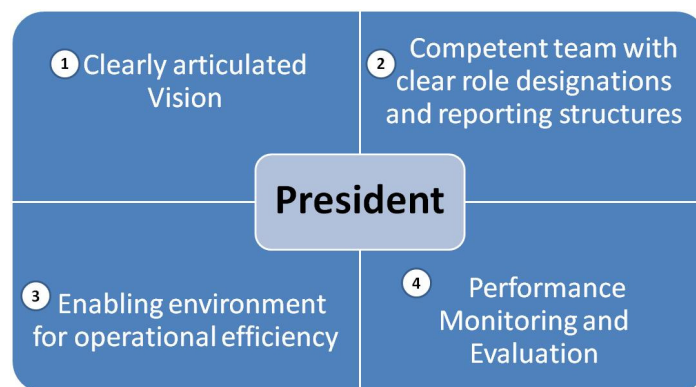 1 Clearly articulated
Vision
2 Competent team with
clear role designations
and reporting structures
President
3 Enabling environment
for operational efficiency
4 Performance
Monitoring and
Evaluation